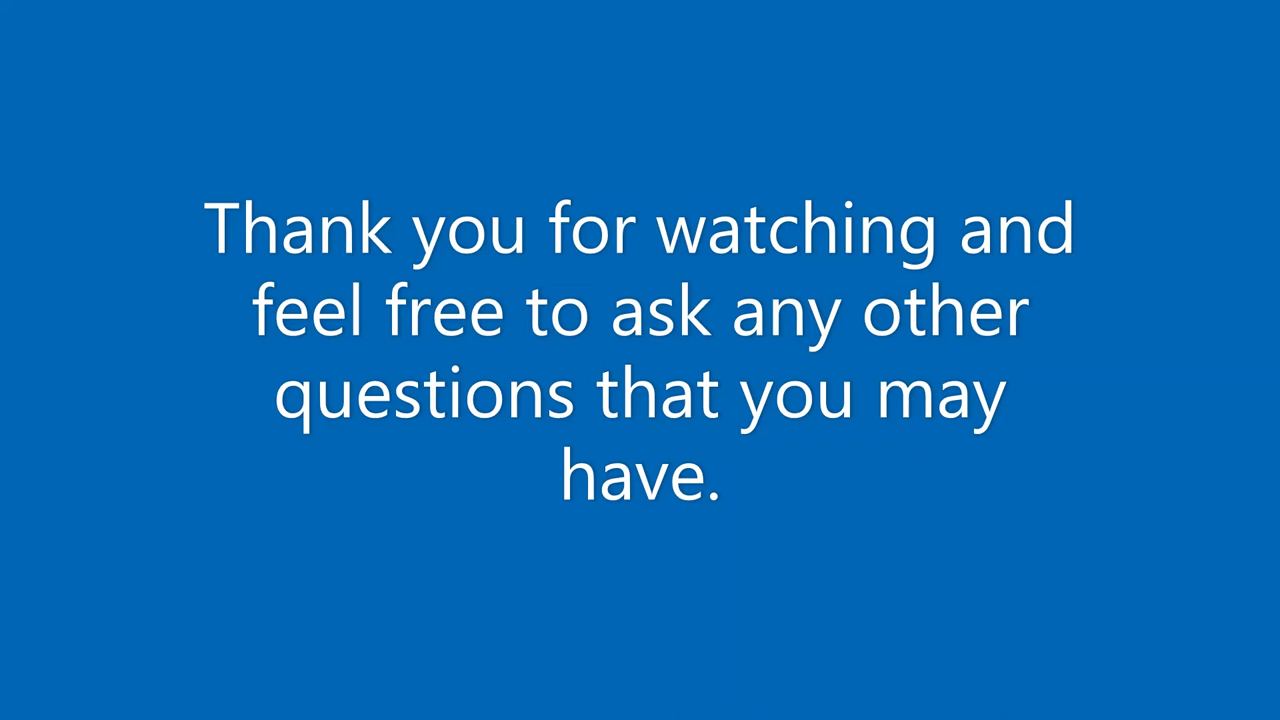 Thank you for watching and
feel free to ask any other
questions that you may
have.